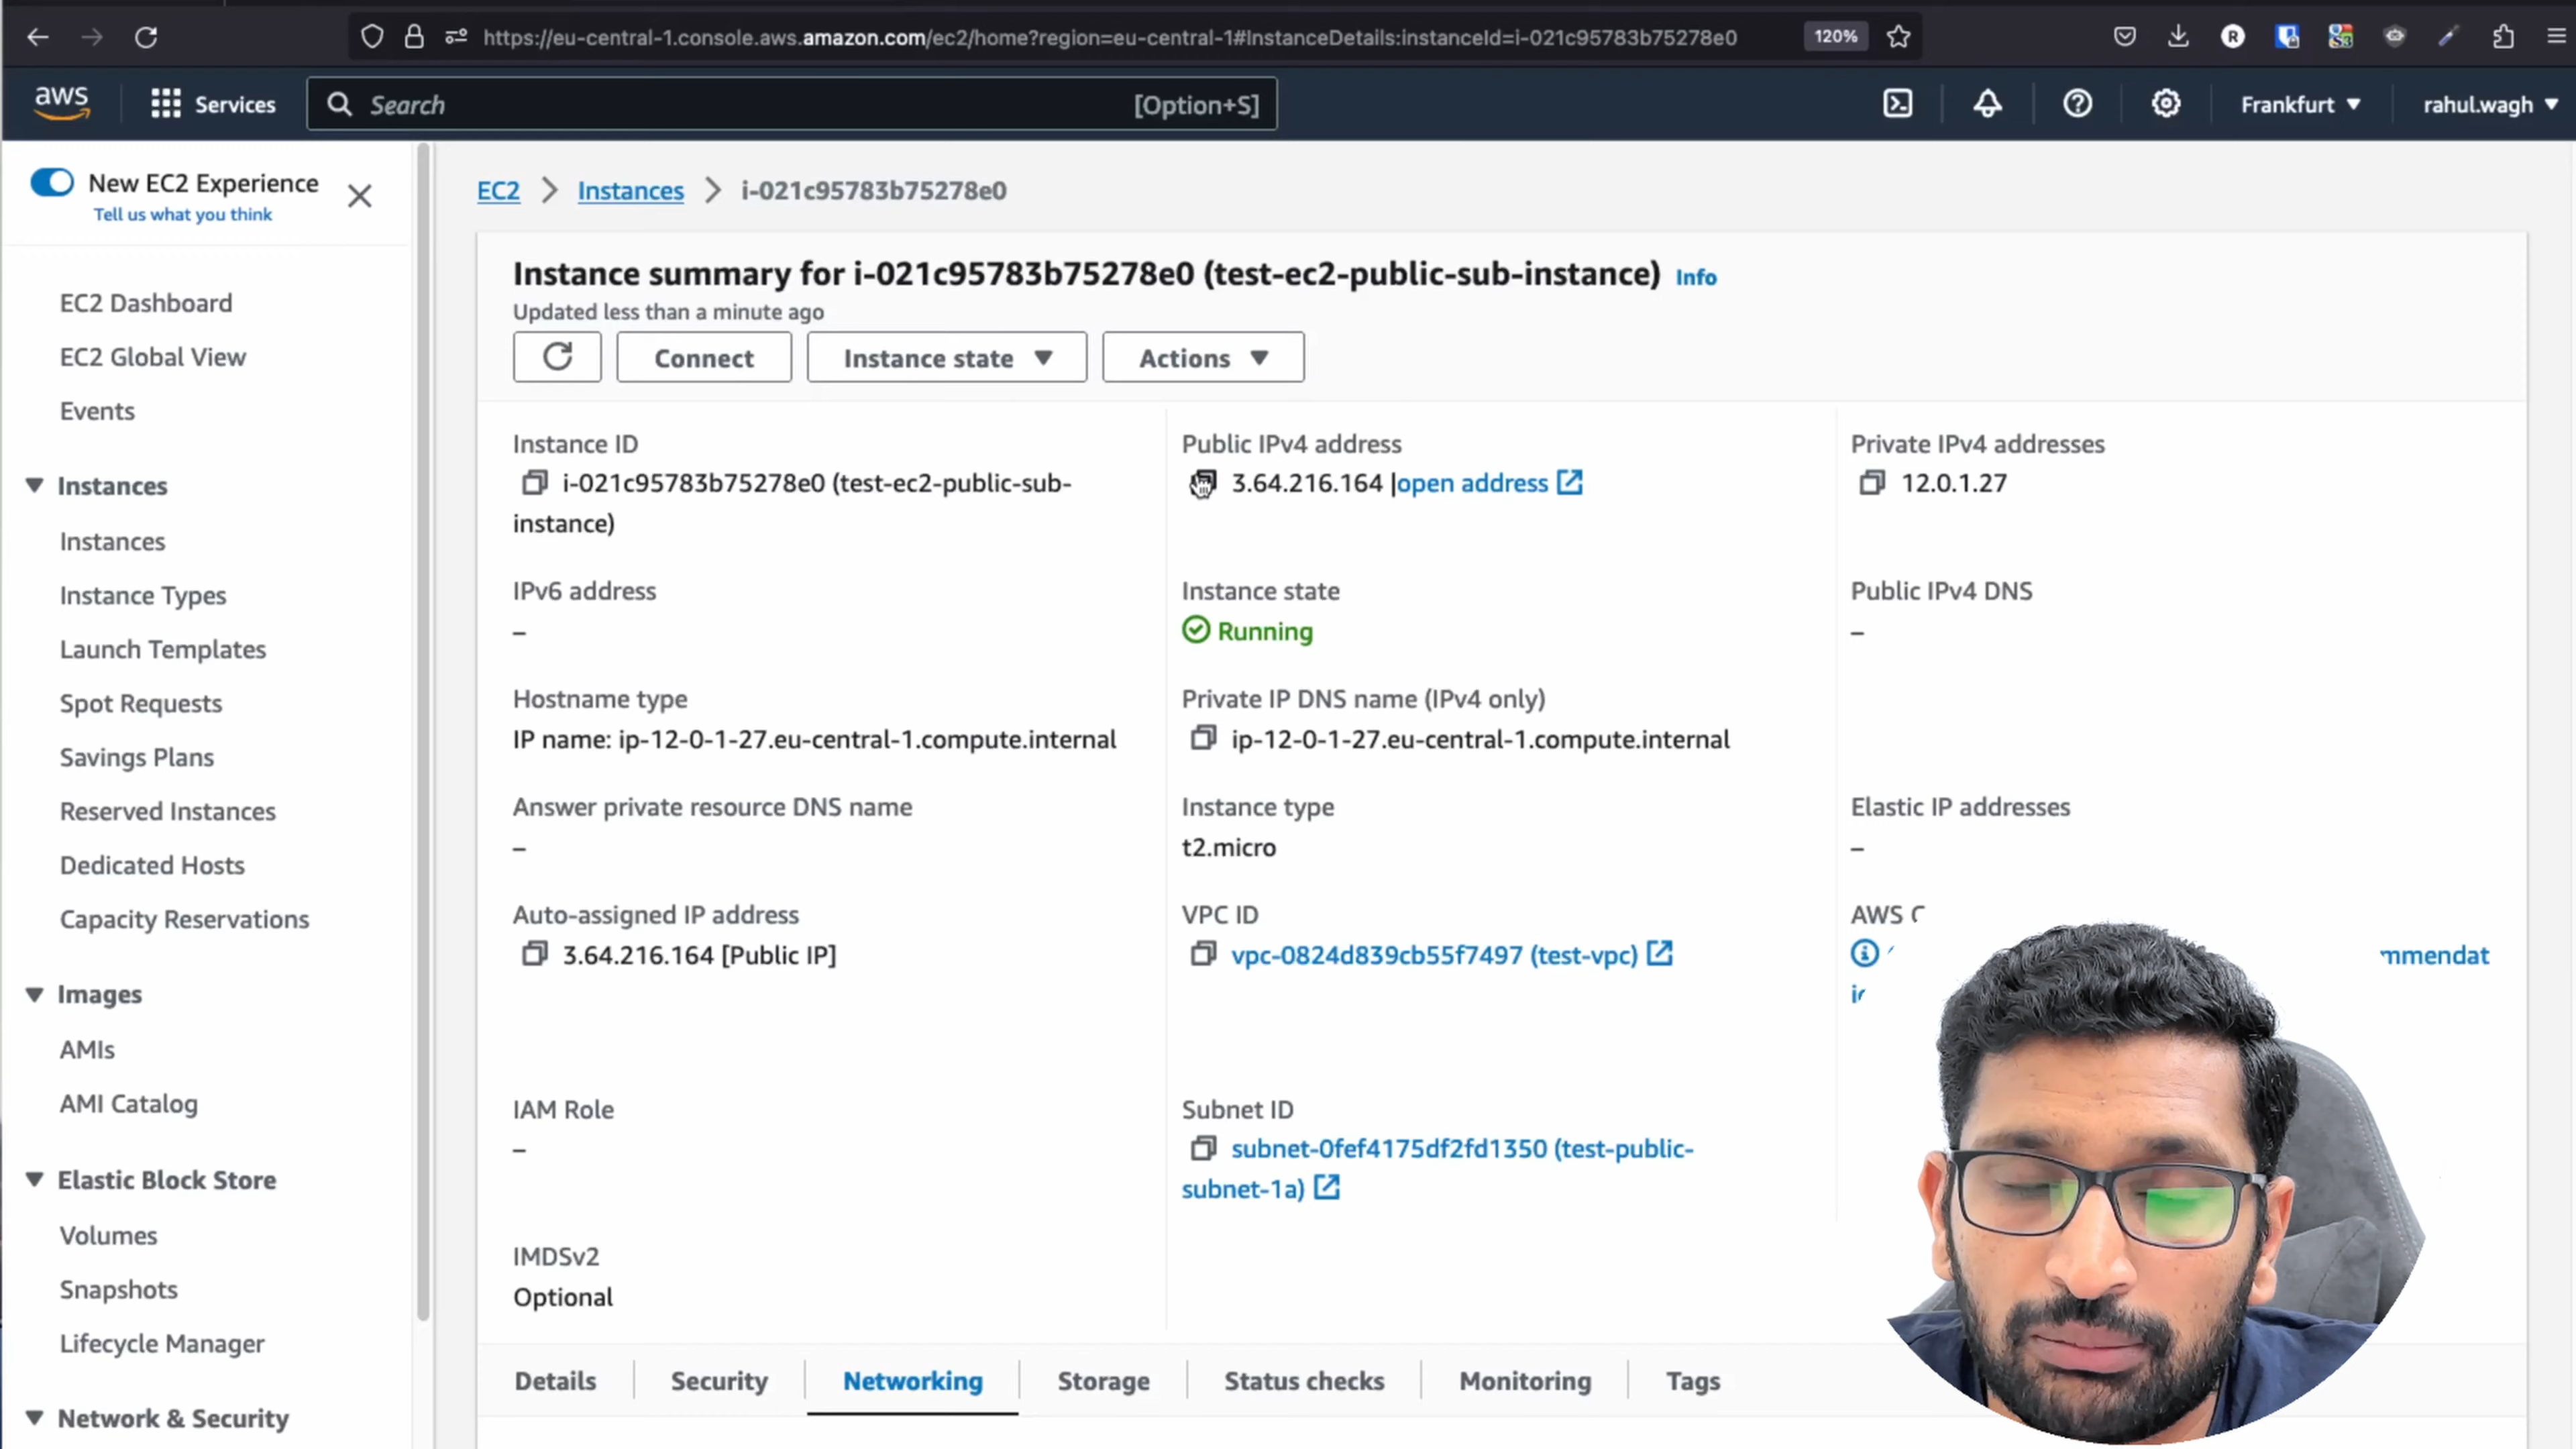 https://eu-central-1.console.aws.amazon.com/ec2/home?region=eu-central-1#InstanceDetails:instanceId=i-021c95783b75278e0
120%
R
aws
Services
Search
[Option+S]
Frankfurt
rahul.wagh
New EC2 Experience
Tell us what you think
EC2 Dashboard
EC2 Global View
Events
Instances
Instances
Instance Types
Launch Templates
Spot Requests
Savings Plans
Reserved Instances
Dedicated Hosts
Capacity Reservations
Images
AMIs
AMI Catalog
Elastic Block Store
Volumes
Snapshots
Lifecycle Manager
Network & Security
EC2 > Instances > i-021c95783b75278e0
Instance summary for i-021c95783b75278e0 (test-ec2-public-sub-instance) Info
Updated less than a minute ago
Connect
Instance state
Actions
Instance ID
i-021c95783b75278e0 (test-ec2-public-sub-
instance)
Public IPv4 address
3.64.216.164 |open address
Private IPv4 addresses
12.0.1.27
IPv6 address
–
Instance state
Running
Public IPv4 DNS
–
Hostname type
IP name: ip-12-0-1-27.eu-central-1.compute.internal
Private IP DNS name (IPv4 only)
ip-12-0-1-27.eu-central-1.compute.internal
Answer private resource DNS name
–
Instance type
t2.micro
Elastic IP addresses
–
Auto-assigned IP address
3.64.216.164 [Public IP]
VPC ID
vpc-0824d839cb55f7497 (test-vpc)
AWS
mmendat
IAM Role
–
Subnet ID
subnet-0fef4175df2fd1350 (test-public-
subnet-1a)
IMDSv2
Optional
Details
Security
Networking
Storage
Status checks
Monitoring
Tags